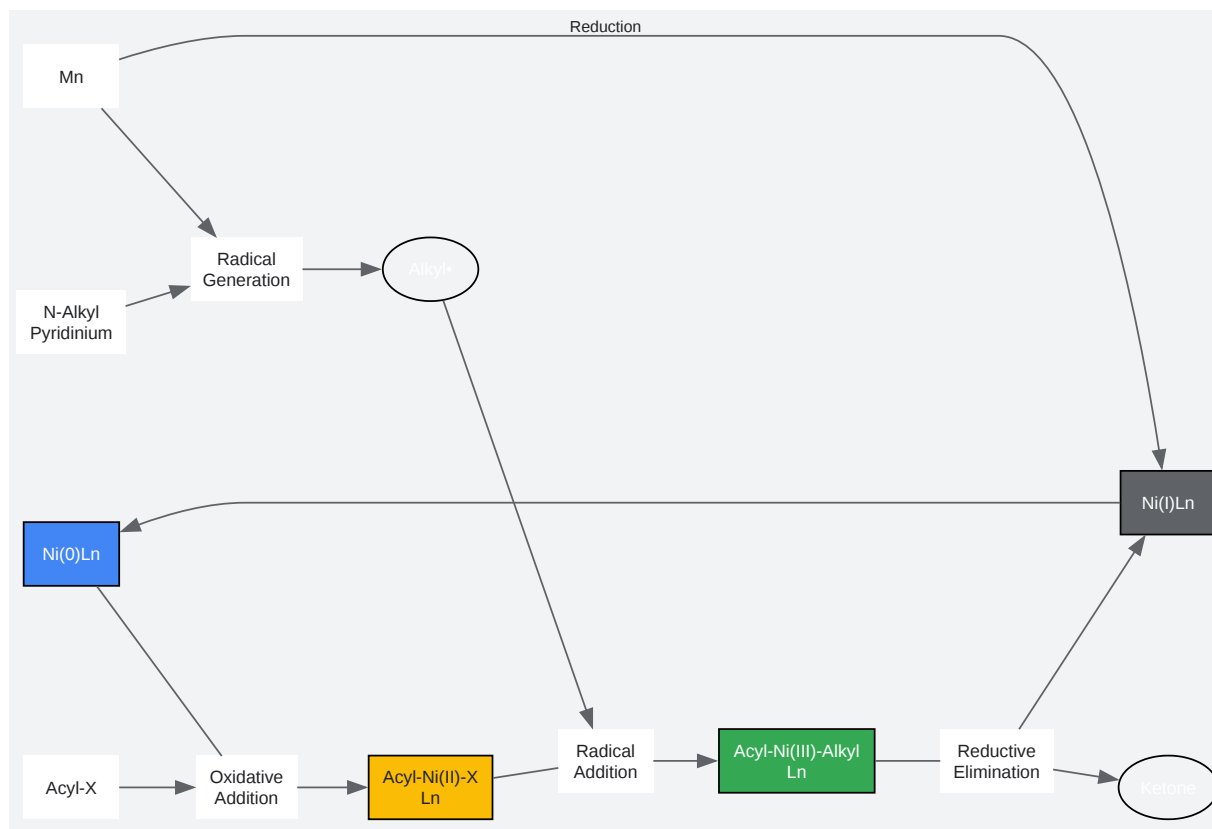 Reduction
Mn
Radical
Generation
Alkyl•
N-Alkyl
Pyridinium
Ni(I)Ln
Ni(0)Ln
Acyl-X
Oxidative
Addition
Acyl-Ni(II)-X
Ln
Radical
Addition
Acyl-Ni(III)-Alkyl
Ln
Reductive
Elimination
Ketone